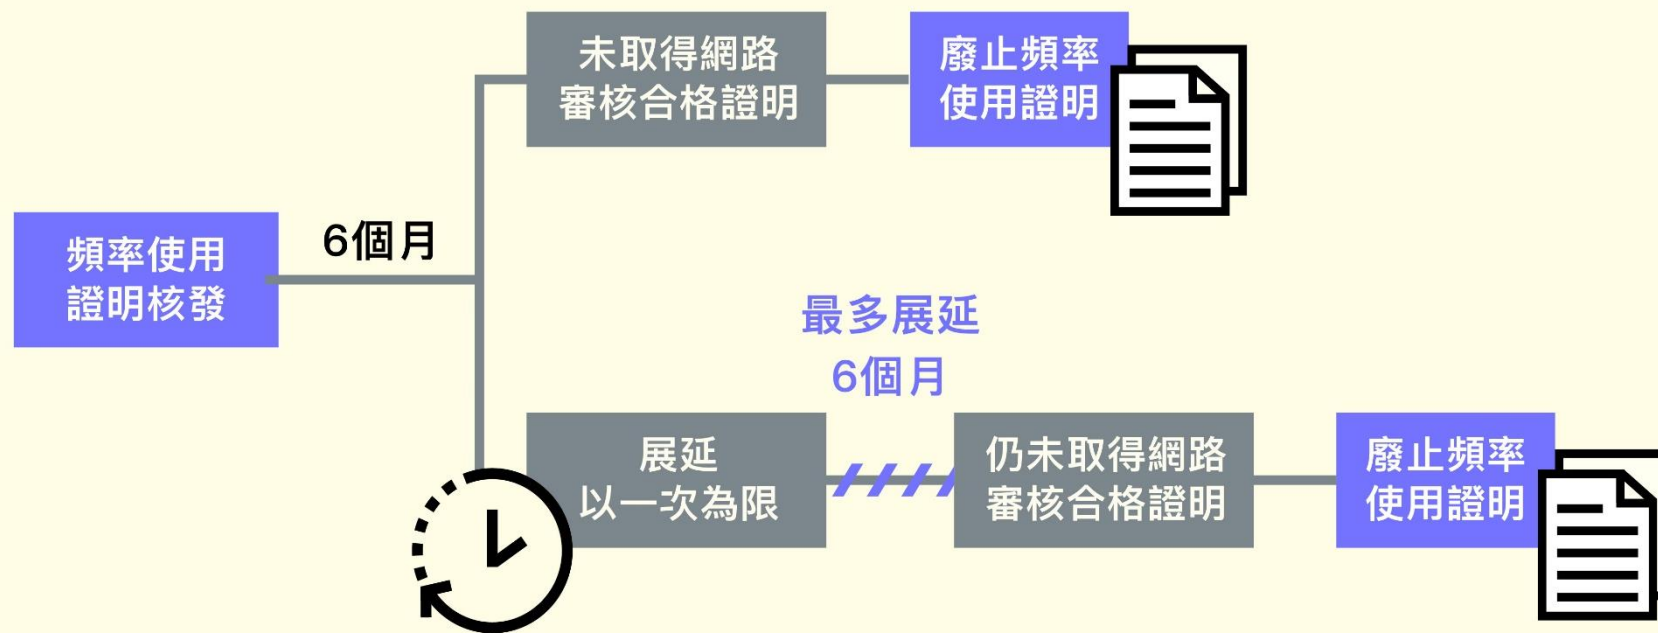 未取得網路
審核合格證明
廢止頻率
使用證明
頻率使用
證明核發
6個月
最多展延
6個月
展延
以一次為限
仍未取得網路
審核合格證明
廢止頻率
使用證明